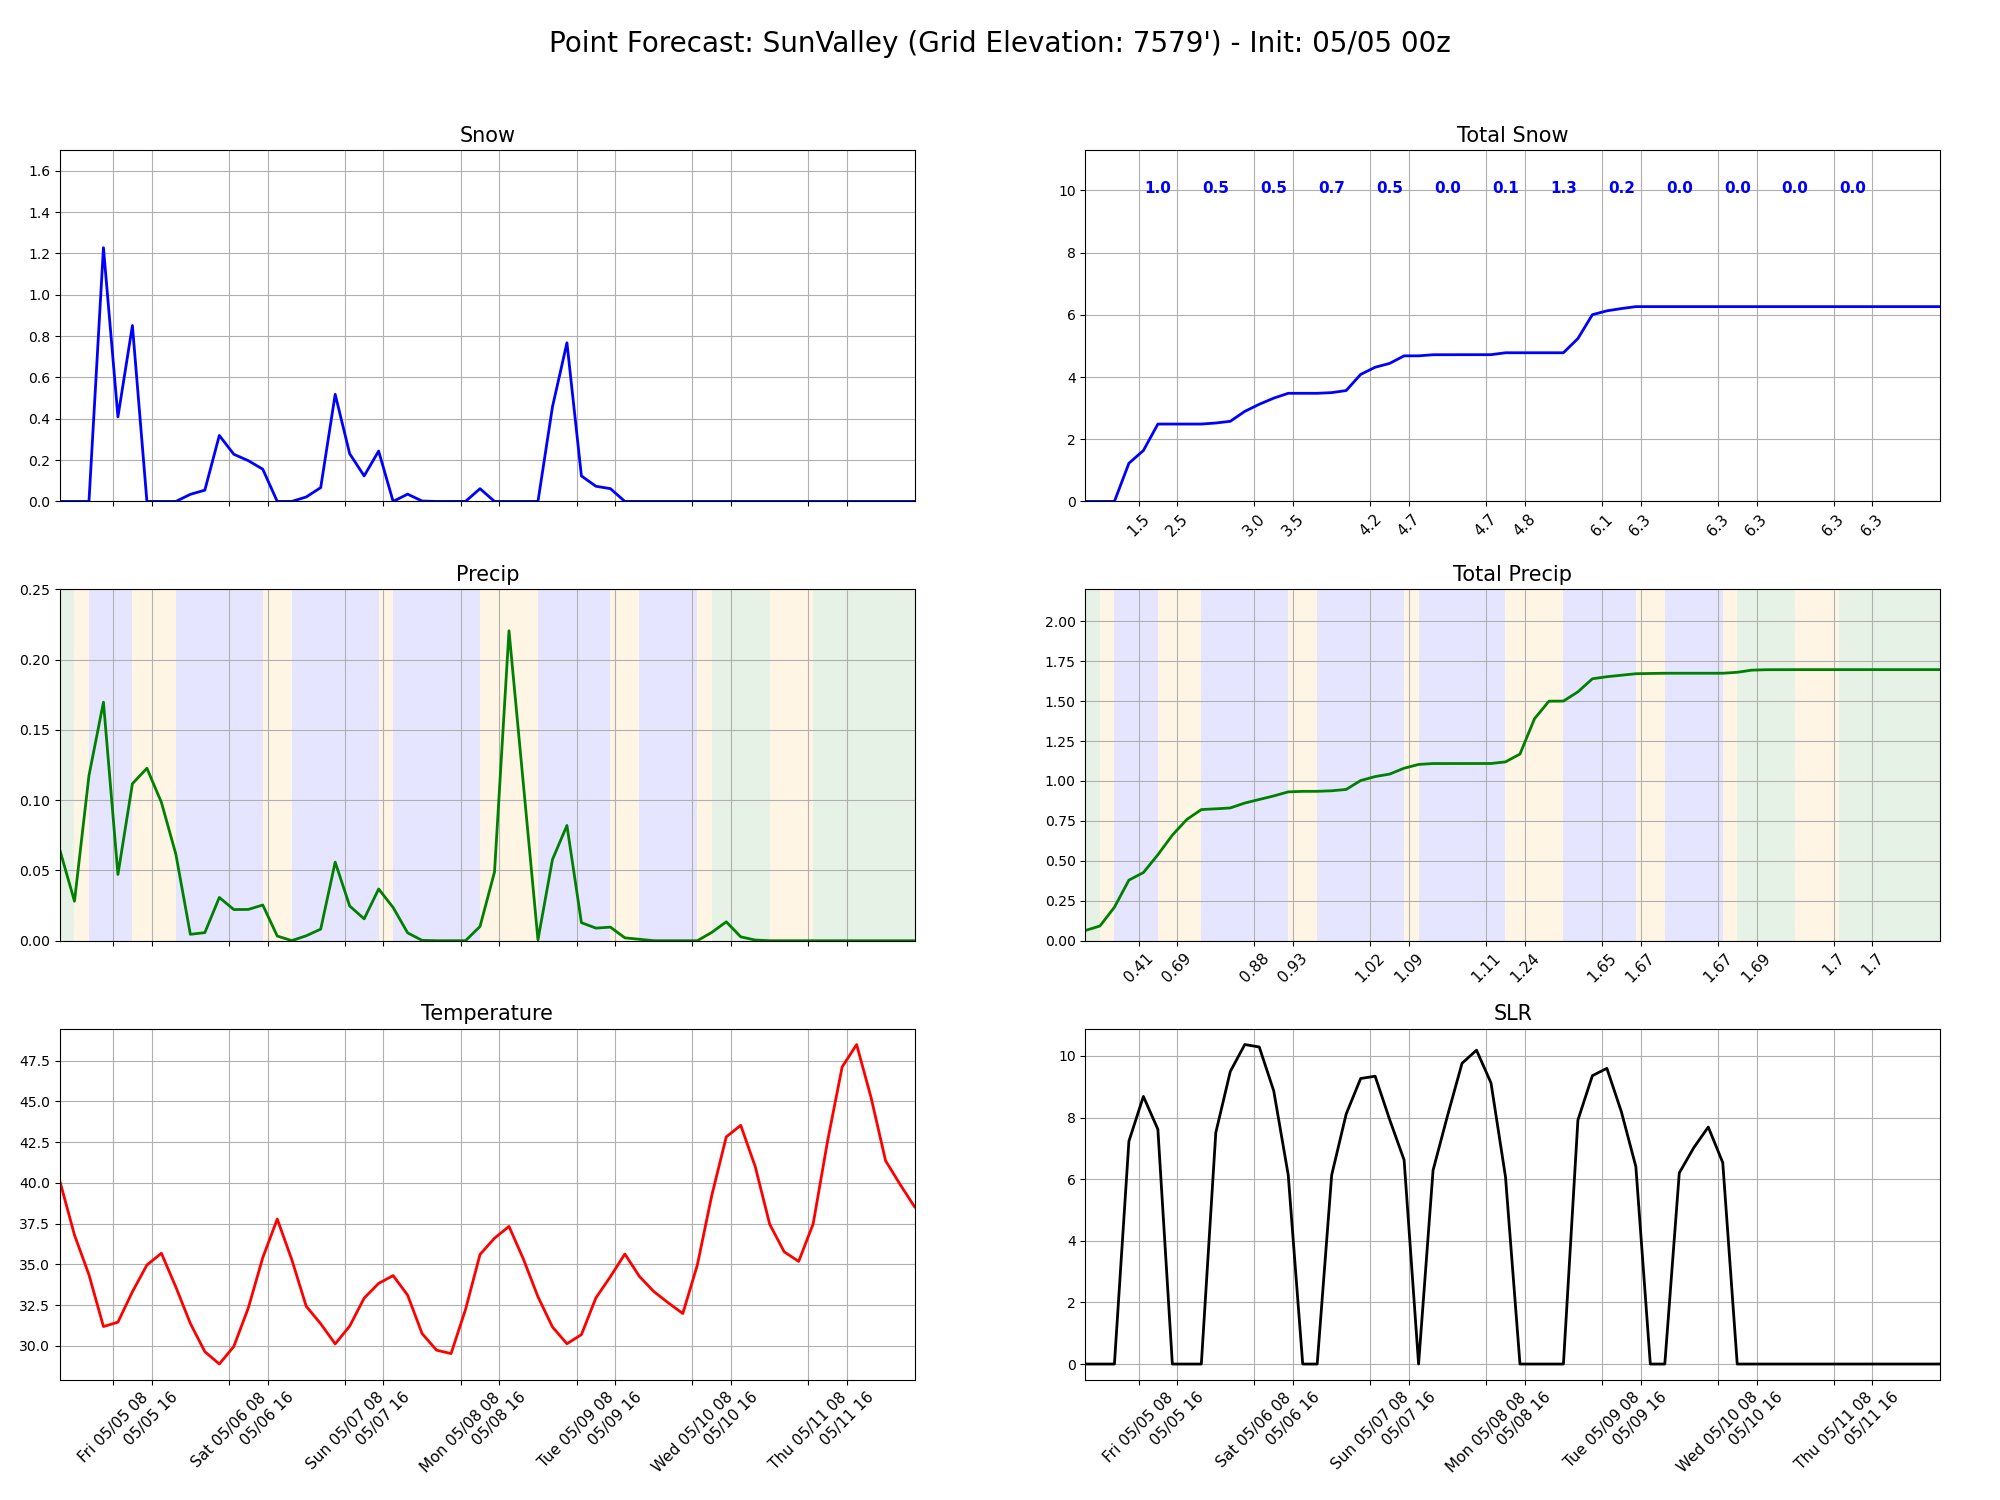 Point Forecast: SunValley (Grid Elevation: 7579') - Init: 05/05 00z
Snow
1.6
1.4
1.2
1.0
0.8
0.6
0.4
0.2
0.0
Total Snow
10
8
6
4
2
0
1.0 0.5 0.5 0.7 0.5 0.0 0.1 1.3 0.2 0.0 0.0 0.0 0.0
1.5 2.5 3.0 3.5 4.2 4.7 4.7 4.8 6.1 6.3 6.3 6.3 6.3 6.3
Precip
0.25
0.20
0.15
0.10
0.05
0.00
Total Precip
2.00
1.75
1.50
1.25
1.00
0.75
0.50
0.25
0.00
0.41 0.69 0.88 0.93 1.02 1.09 1.11 1.24 1.65 1.67 1.67 1.69 1.7 1.7
Temperature
47.5
45.0
42.5
40.0
37.5
35.0
32.5
30.0
Fri 05/05 08
05/05 16
Sat 05/06 08
05/06 16
Sun 05/07 08
05/07 16
Mon 05/08 08
05/08 16
Tue 05/09 08
05/09 16
Wed 05/10 08
05/10 16
Thu 05/11 08
05/11 16
SLR
10
8
6
4
2
0
Fri 05/05 08
05/05 16
Sat 05/06 08
05/06 16
Sun 05/07 08
05/07 16
Mon 05/08 08
05/08 16
Tue 05/09 08
05/09 16
Wed 05/10 08
05/10 16
Thu 05/11 08
05/11 16